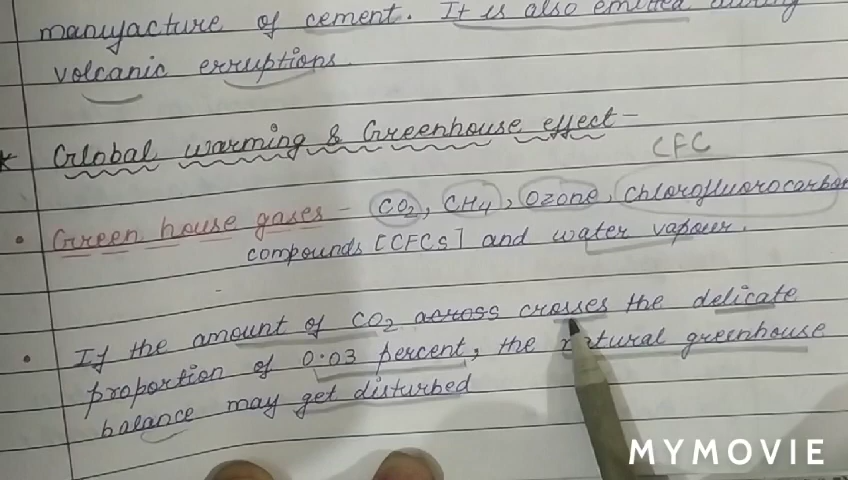 manufacture of cement. It is also emitted during
volcanic erruptions.
* Global warming & Greenhouse effect -
CFC
• Green house gases - CO2, CH4, Ozone, Chlorofluorocarbon
compounds [CFCs] and water vapour.
• If the amount of CO2 across crosses the delicate
proportion of 0.03 percent, the natural greenhouse
balance may get disturbed
MYMOVIE